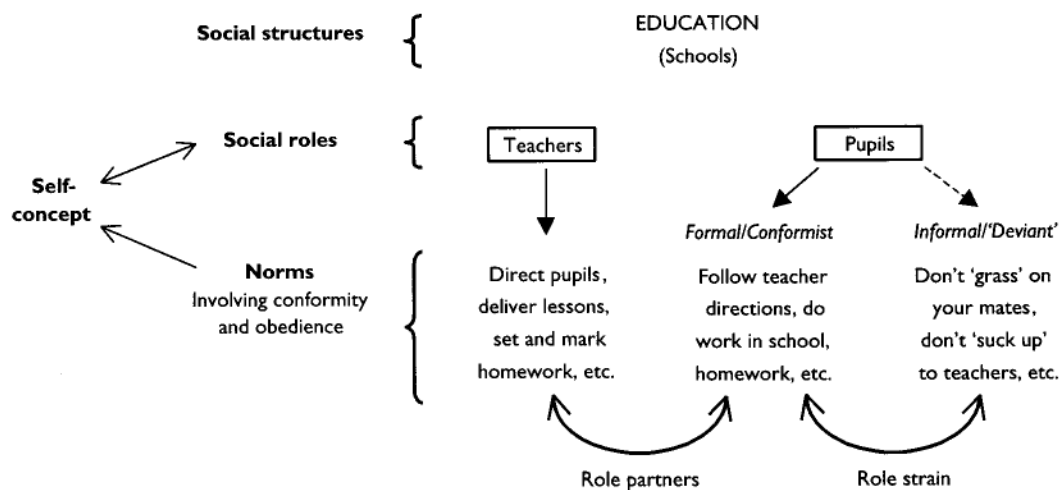 Social structures
EDUCATION
(Schools)
Social roles
Teachers
Pupils
Self-
concept
Formal/Conformist
Informal/‘Deviant’
Norms
Involving conformity
and obedience
Direct pupils,
deliver lessons,
set and mark
homework, etc.
Follow teacher
directions, do
work in school,
homework, etc.
Don’t ‘grass’ on
your mates,
don’t ‘suck up’
to teachers, etc.
Role partners
Role strain